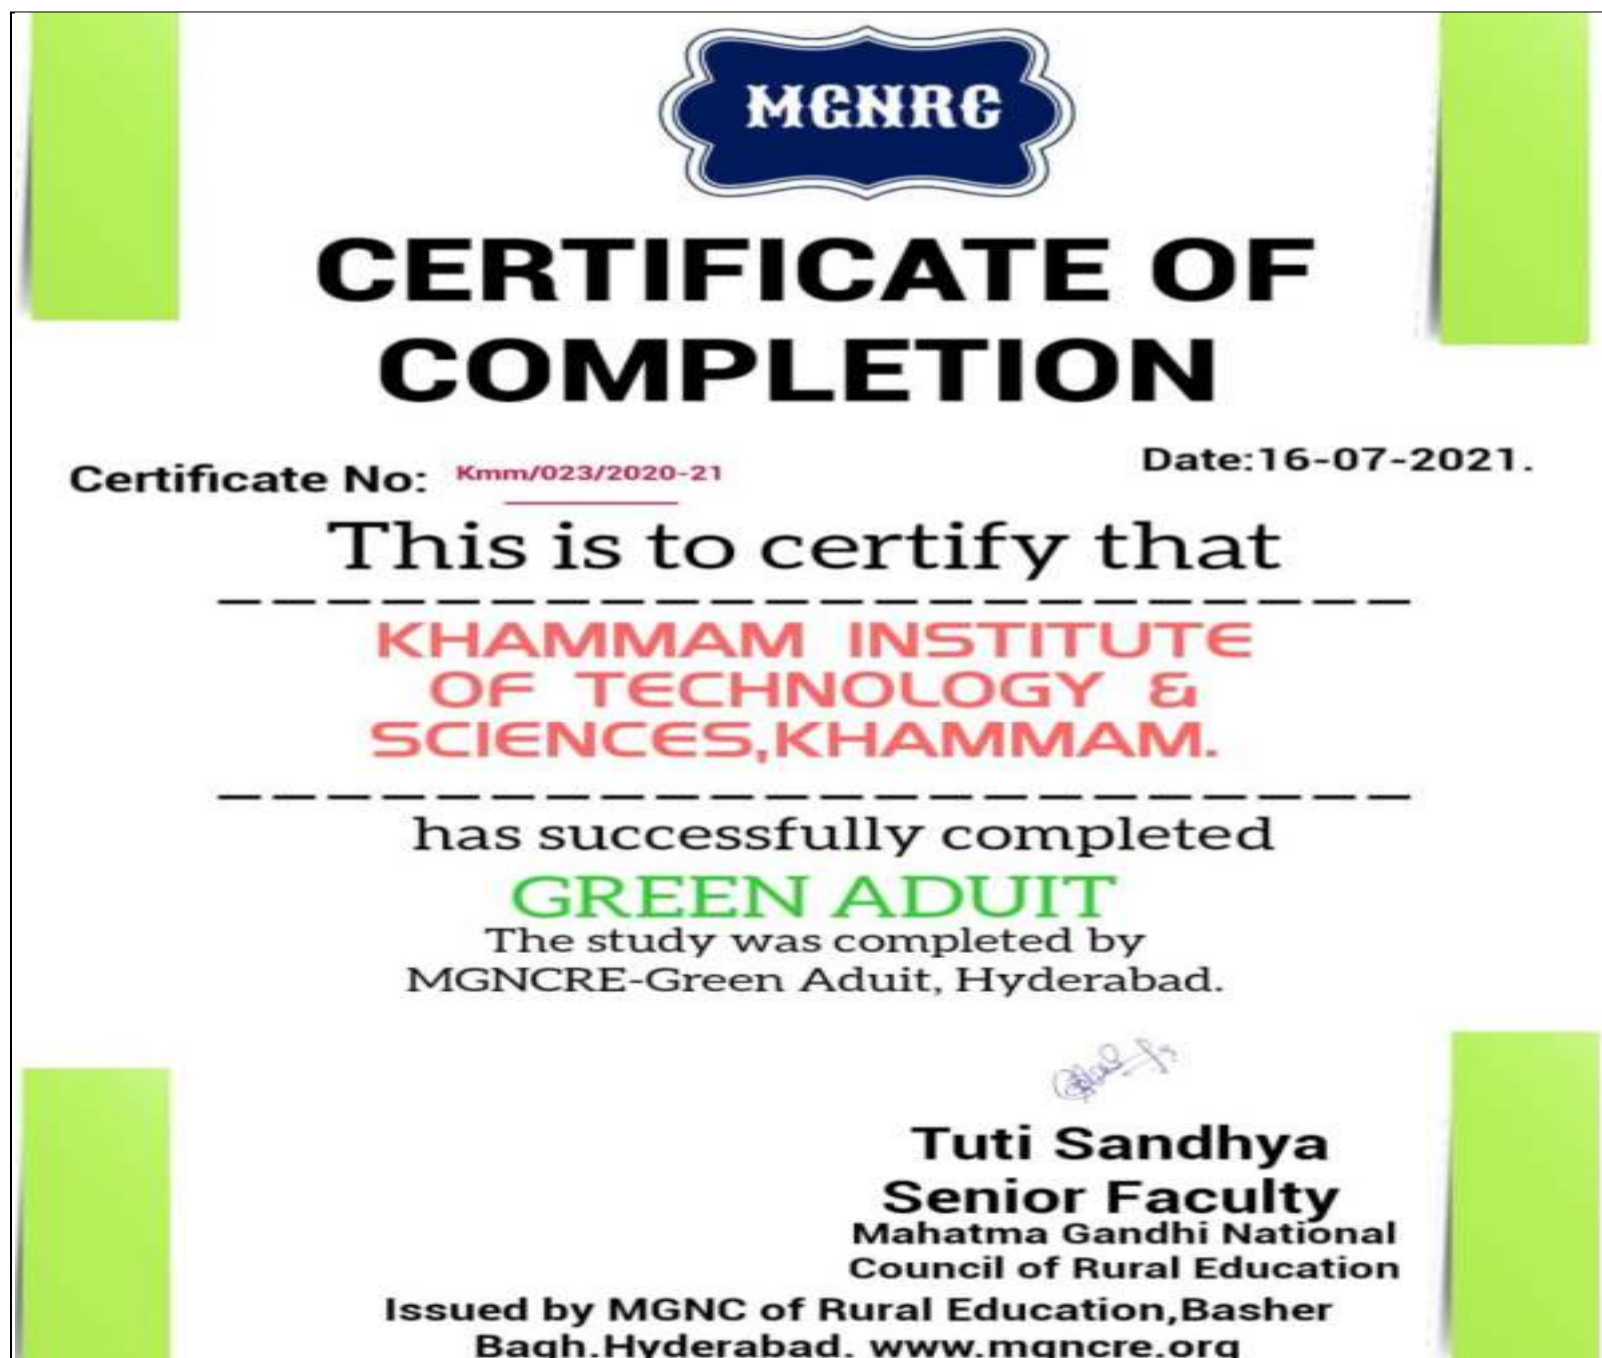 MGNRC
CERTIFICATE OF
COMPLETION
Certificate No: Kmm/023/2020-21
Date:16-07-2021.
This is to certify that
KHAMMAM INSTITUTE
OF TECHNOLOGY &
SCIENCES,KHAMMAM.
has successfully completed
GREEN ADUIT
The study was completed by
MGNCRE-Green Aduit, Hyderabad.
Tuti Sandhya
Senior Faculty
Mahatma Gandhi National
Council of Rural Education
Issued by MGNC of Rural Education,Basher
Bagh,Hyderabad. www.mgncre.org